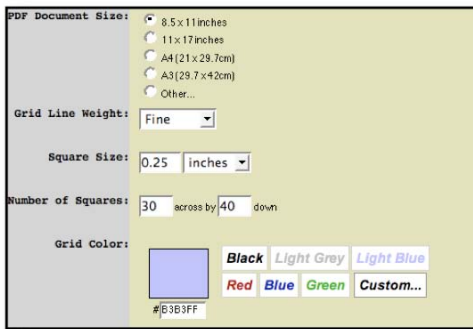 PDF Document Size: 8.5 x 11 inches
11 x 17 inches
A4 (21 x 29.7cm)
A3 (29.7 x 42cm)
Other...
Grid Line Weight: Fine
Square Size: 0.25 inches
Number of Squares: 30 across by 40 down
Grid Color:
Black Light Grey Light Blue
Red Blue Green Custom...
#B3B3FF